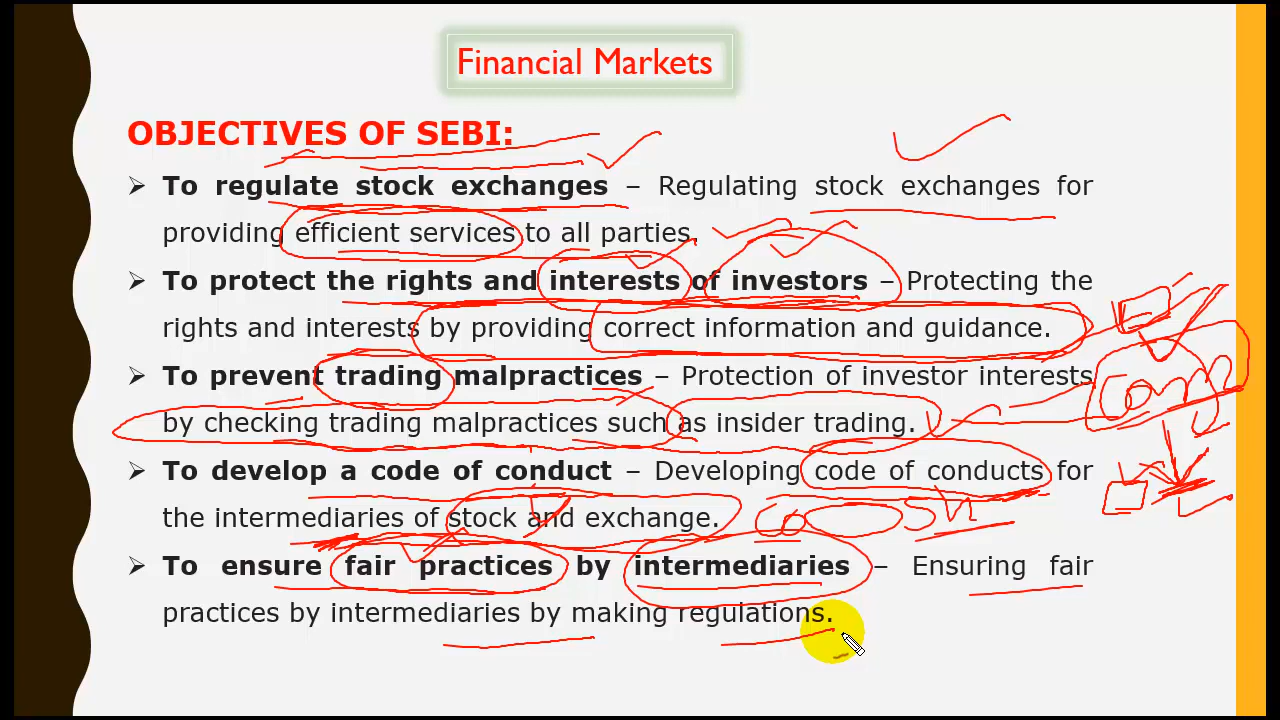 Financial Markets
OBJECTIVES OF SEBI:
➢ To regulate stock exchanges – Regulating stock exchanges for
providing efficient services to all parties.
➢ To protect the rights and interests of investors – Protecting the
rights and interests by providing correct information and guidance.
➢ To prevent trading malpractices – Protection of investor interests
by checking trading malpractices such as insider trading.
➢ To develop a code of conduct – Developing code of conducts for
the intermediaries of stock and exchange.
➢ To ensure fair practices by intermediaries – Ensuring fair
practices by intermediaries by making regulations.